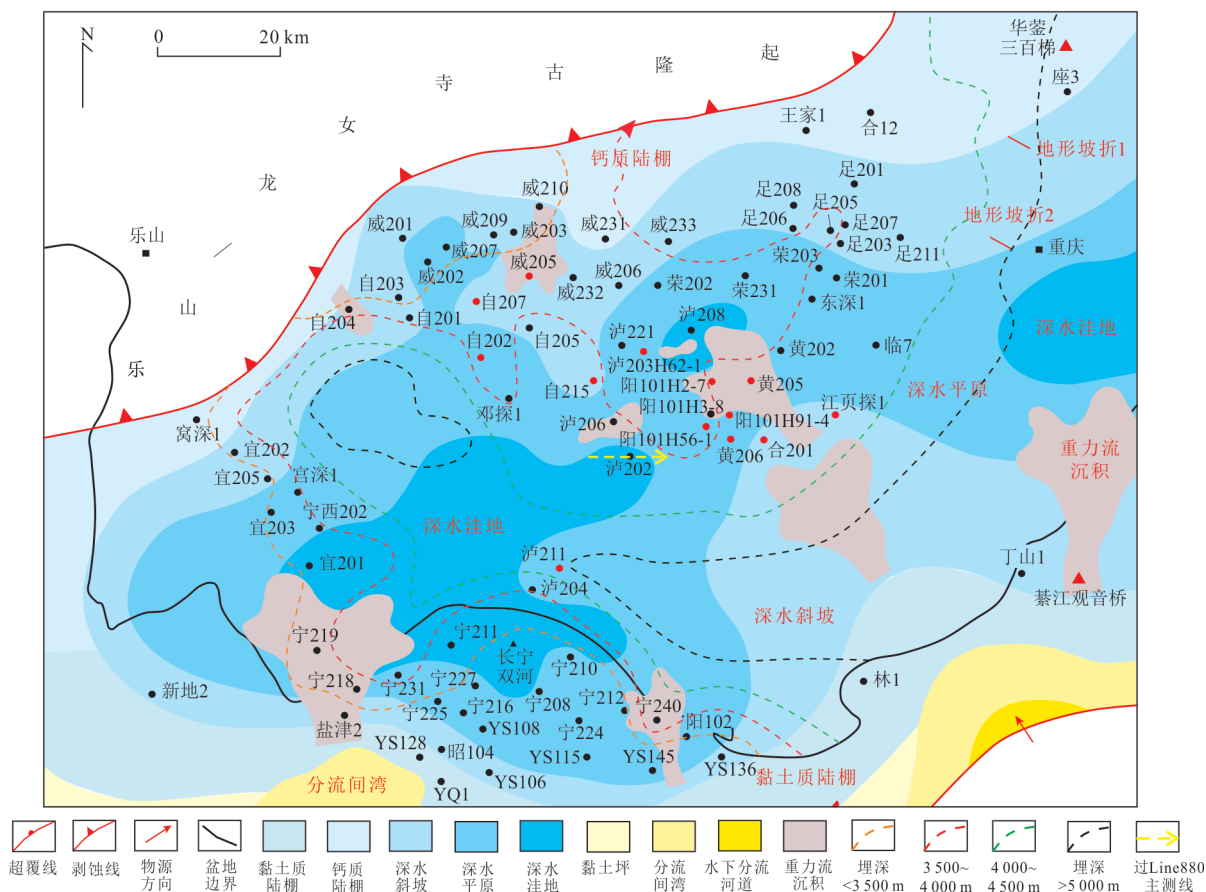 N
0 20 km
乐 山 龙 女 寺 古 隆 起
华蓥
三百梯
座3
王家1
合12
钙质陆棚
地形坡折1
足201
威210
足208
足205
地形坡折2
威201
威209
威203
威231
威233
足206
足207
乐山
威207
足203
足211
重庆
威202
威205
威206
荣202
荣203
自203
威232
荣231
荣201
自207
东深1
自204
自201
泸208
深水洼地
自202
自205
泸221
黄202
临7
泸203H62-1
深水平原
自215
阳101H2-7
黄205
邓探1
阳101H3-8
江页探1
窝深1
泸206
阳101H91-4
阳101H56-1
重力流
沉积
宜202
黄206
合201
宜205
宫深1
泸202
宜203
宁西202
深水洼地
宜201
泸211
丁山1
泸204
綦江观音桥
深水斜坡
宁219
宁211
长宁
双河
宁210
新地2
宁218
宁231
宁227
林1
宁225
宁216
宁208
宁212
宁240
盐津2
YS108
宁224
阳102
YS128
昭104
YS115
YS145
YS136
黏土质陆棚
分流间湾
YS106
YQ1
超覆线
剥蚀线
物源
方向
盆地
边界
黏土质
陆棚
钙质
陆棚
深水
斜坡
深水
平原
深水
洼地
黏土坪
分流
间湾
水下分流
河道
重力流
沉积
埋深
<3 500 m
3 500~
4 000 m
4 000~
4 500 m
埋深
>5 000 m
过Line880
主测线